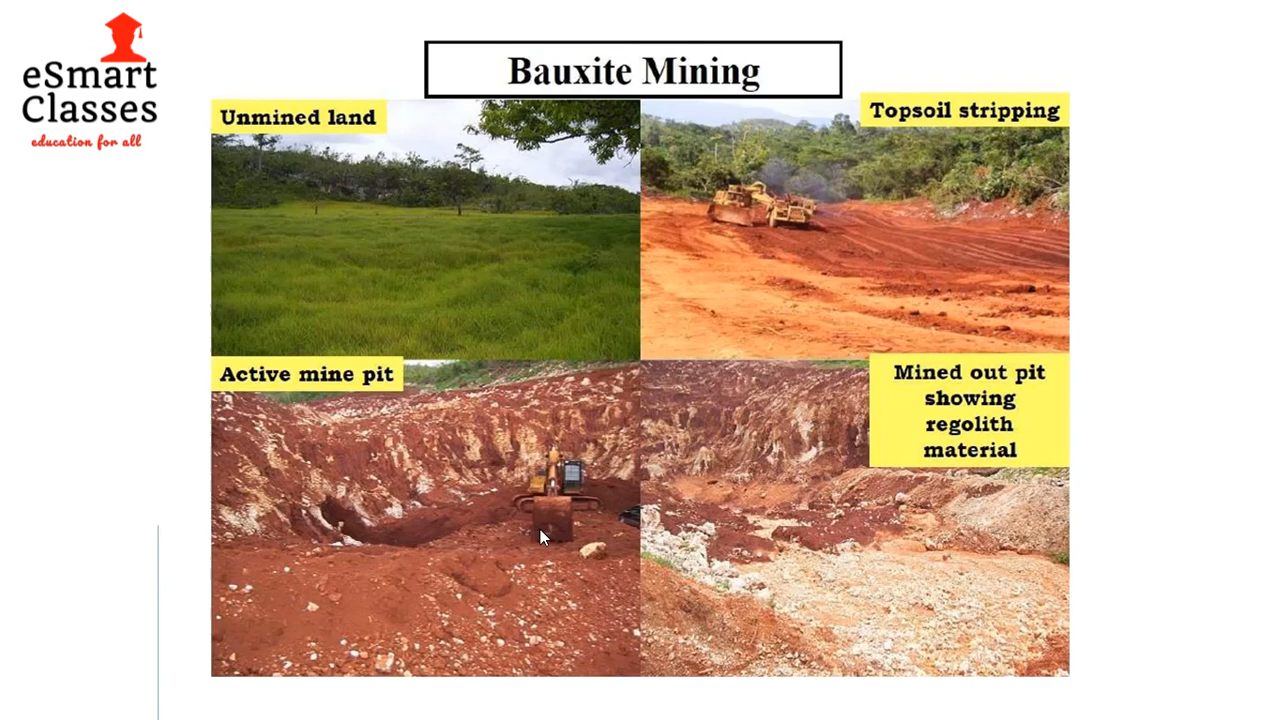 eSmart
Classes
education for all
Bauxite Mining
Unmined land
Topsoil stripping
Active mine pit
Mined out pit
showing
regolith
material